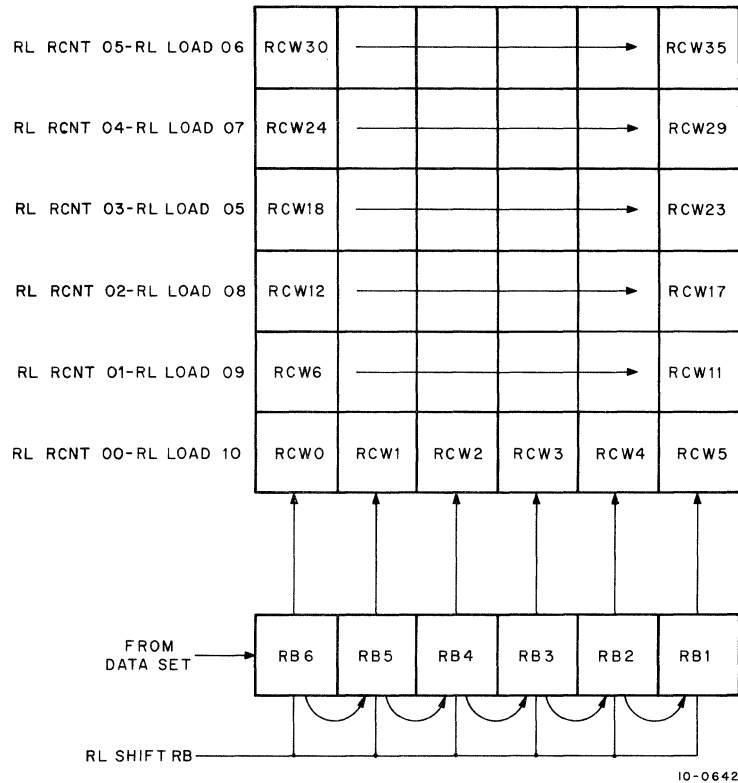 RL RCNT 05-RL LOAD 06 RCW30 RCW35
RL RCNT 04-RL LOAD 07 RCW24 RCW29
RL RCNT 03-RL LOAD 05 RCW18 RCW23
RL RCNT 02-RL LOAD 08 RCW12 RCW17
RL RCNT 01-RL LOAD 09 RCW6 RCW11
RL RCNT 00-RL LOAD 10 RCW0 RCW1 RCW2 RCW3 RCW4 RCW5
FROM
DATA SET
RB6 RB5 RB4 RB3 RB2 RB1
RL SHIFT RB
10-0642